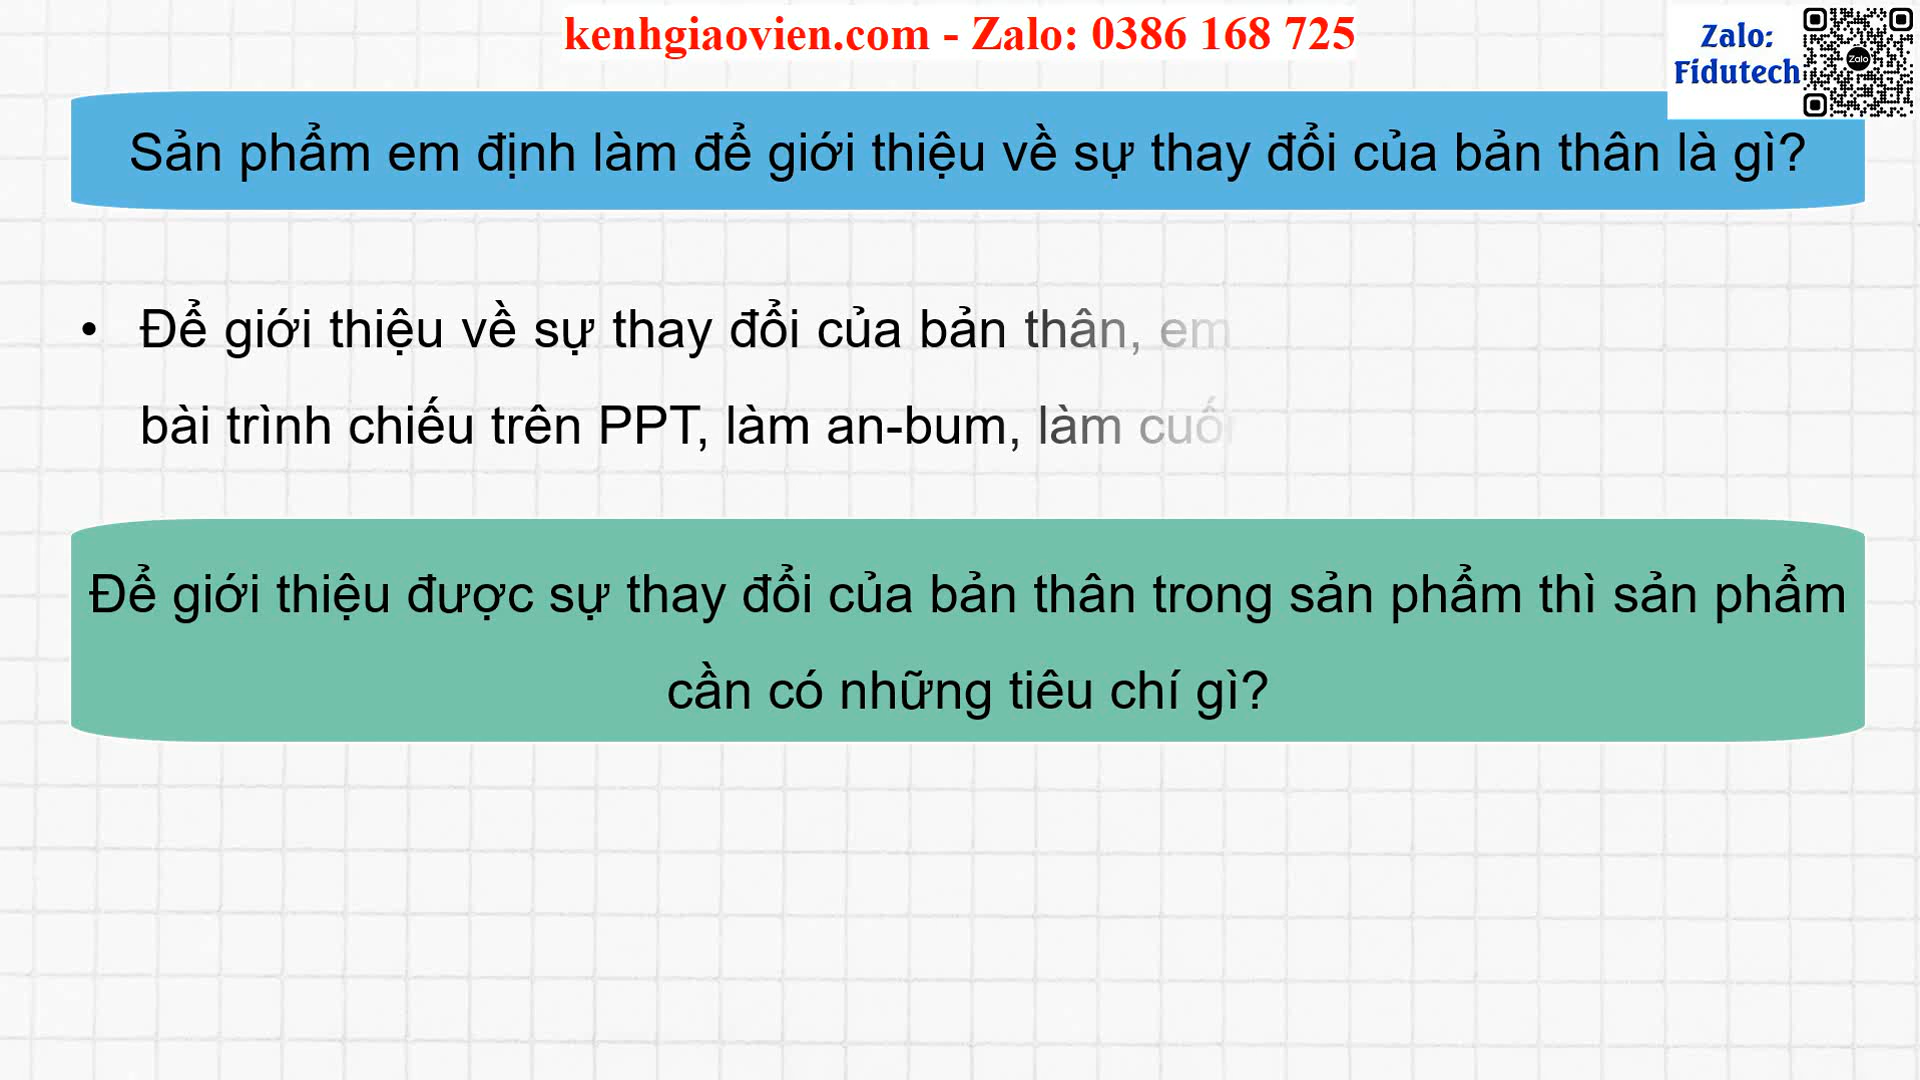 kenhgiaovien.com - Zalo: 0386 168 725
Zalo:
Fidutech
Zalo
Sản phẩm em định làm để giới thiệu về sự thay đổi của bản thân là gì?
• Để giới thiệu về sự thay đổi của bản thân, em
bài trình chiếu trên PPT, làm an-bum, làm
Để giới thiệu được sự thay đổi của bản thân trong sản phẩm thì sản phẩm
cần có những tiêu chí gì?